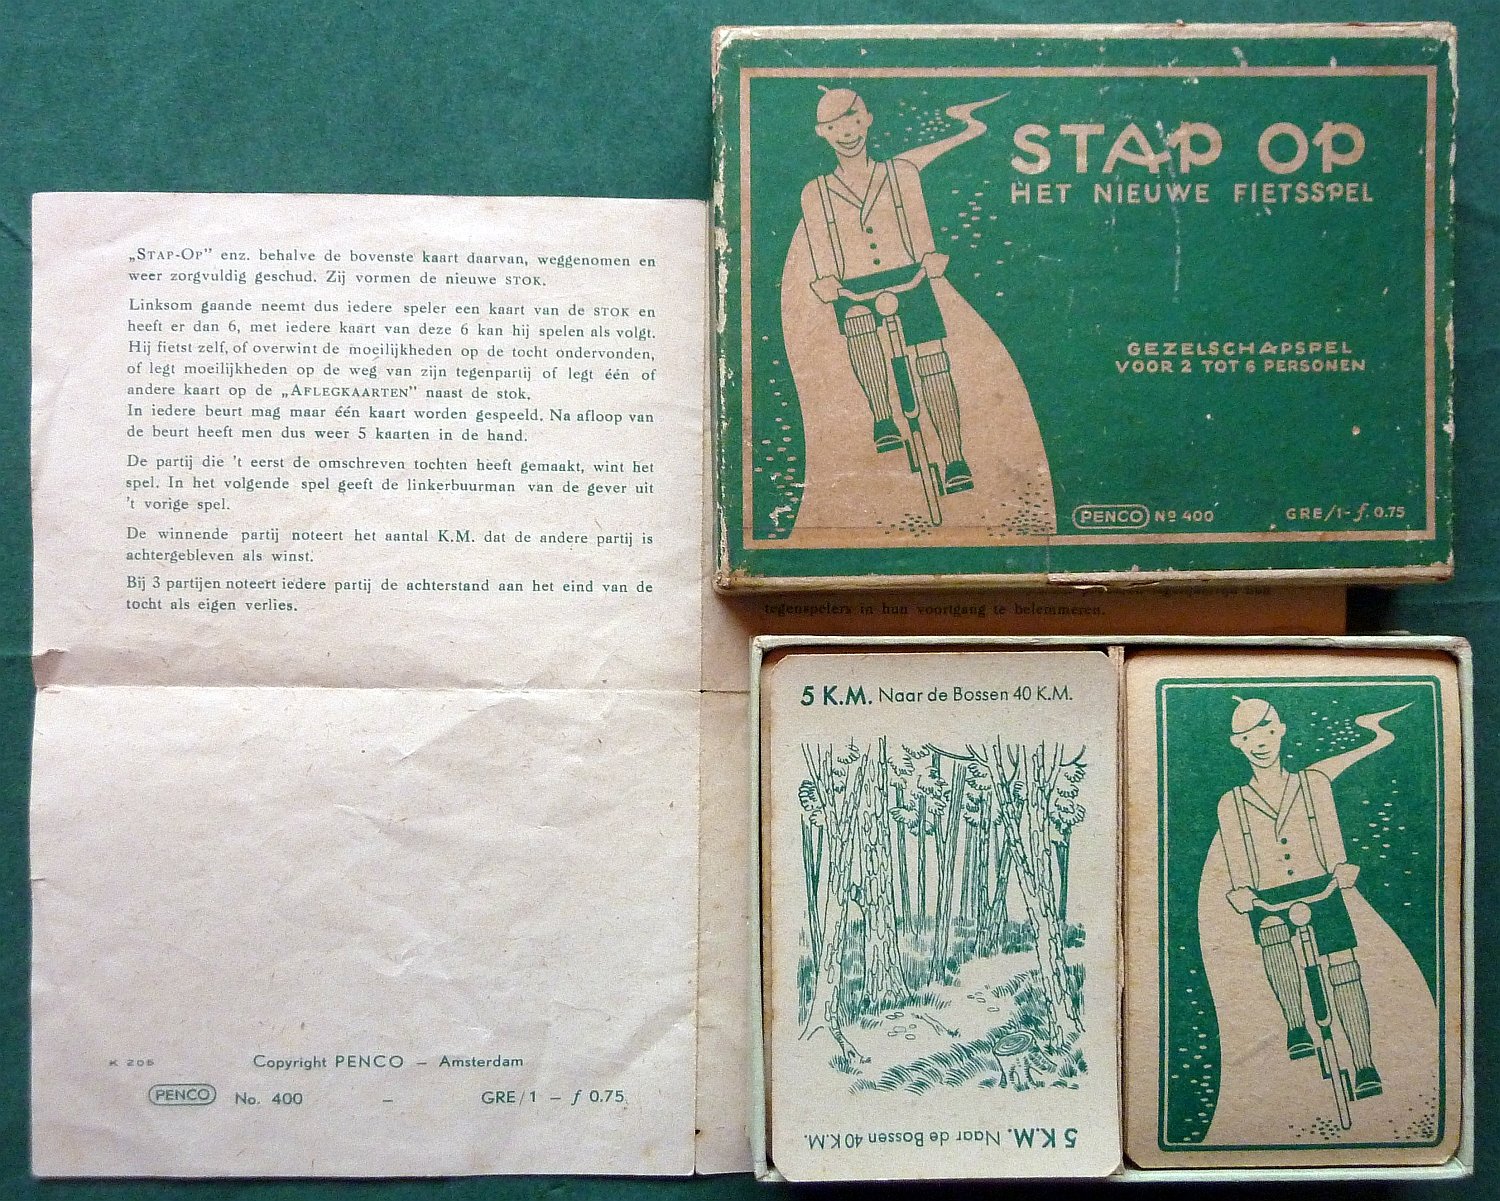 „Stap-Op” enz. behalve de bovenste kaart daarvan, weggenomen en
weer zorgvuldig geschud. Zij vormen de nieuwe STOK.
Linksom gaande neemt dus iedere speler een kaart van de STOK en
heeft er dan 6, met iedere kaart van deze 6 kan hij spelen als volgt.
Hij fietst zelf, of overwint de moeilijkheden op de tocht ondervonden,
of legt moeilijkheden op de weg van zijn tegenpartij of legt één of
andere kaart op de „Aflegkaarten” naast de stok.
In iedere beurt mag maar één kaart worden gespeeld. Na afloop van
de beurt heeft men dus weer 5 kaarten in de hand.
De partij die 't eerst de omschreven tochten heeft gemaakt, wint het
spel. In het volgende spel geeft de linkerbuurman van de gever uit
't vorige spel.
De winnende partij noteert het aantal K.M. dat de andere partij is
achtergebleven als winst.
Bij 3 partijen noteert iedere partij de achterstand aan het eind van de
tocht als eigen verlies.
K 206
Copyright PENCO – Amsterdam
PENCO No. 400 – GRE/1 – f 0.75
STAP OP
HET NIEUWE FIETSSPEL
GEZELSCHAPSPEL
VOOR 2 TOT 6 PERSONEN
PENCO Nº 400 GRE/1- f. 0.75
tegenspelers in hun voortgang te belemmeren.
5 K.M. Naar de Bossen 40 K.M.
5 K.M. Naar de Bossen 40 K.M.